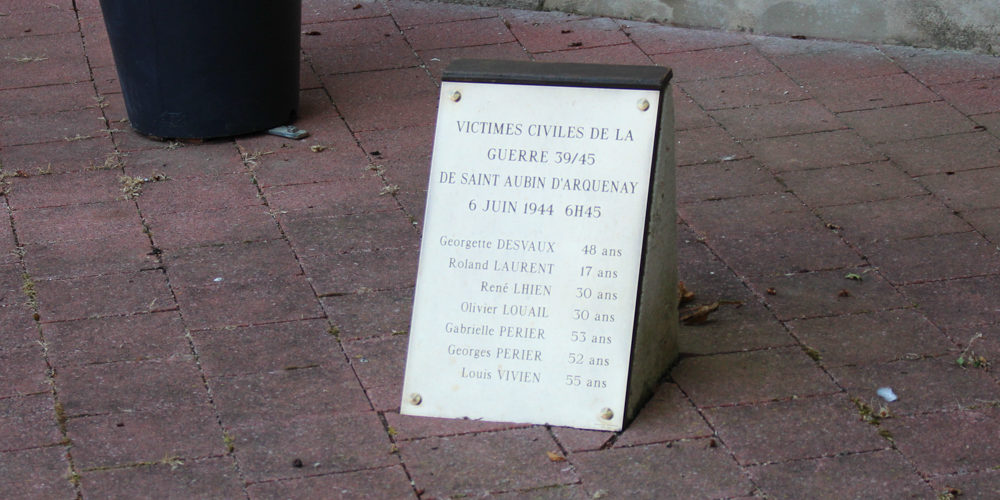 VICTIMES CIVILES DE LA
GUERRE 39/45
DE SAINT AUBIN D'ARQUENAY
6 JUIN 1944 6H45
Georgette DESVAUX 48 ans
Roland LAURENT 17 ans
René LHIEN 30 ans
Olivier LOUAIL 30 ans
Gabrielle PERIER 53 ans
Georges PERIER 52 ans
Louis VIVIEN 55 ans